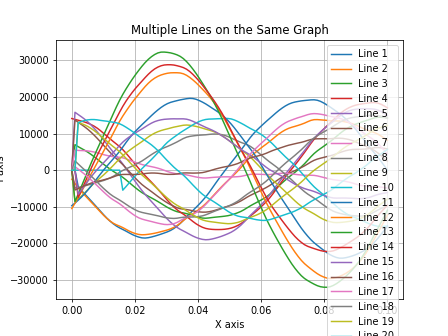 Multiple Lines on the Same Graph
30000
20000
10000
0
−10000
−20000
−30000
0.00
0.02
0.04
0.06
X axis
Line 1
Line 2
Line 3
Line 4
Line 5
Line 6
Line 7
Line 8
Line 9
Line 10
Line 11
Line 12
Line 13
Line 14
Line 15
Line 16
Line 17
Line 18
Line 19
Line 20